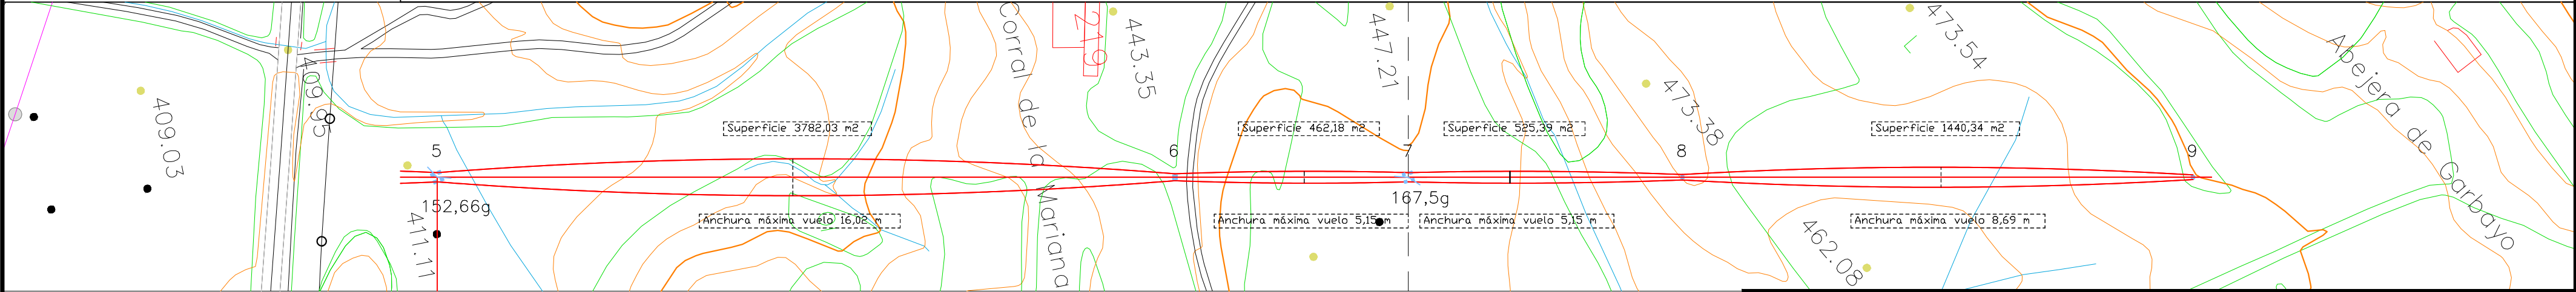 409.03
409.95
411.11
5
152,66g
Superficie 3782,03 m2
Anchura máxima vuelo 16,02 m
Corral de la Mariana
443.35
6
Superficie 462,18 m2
Anchura máxima vuelo 5,15 m
447.21
7
167,5g
Superficie 525,39 m2
Anchura máxima vuelo 5,15 m
473.38
8
462.08
473.54
Superficie 1440,34 m2
Anchura máxima vuelo 8,69 m
9
Abejera de Garbayo